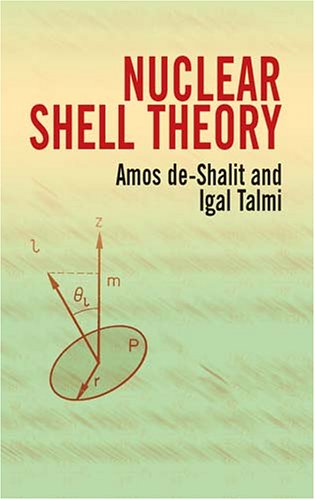 NUCLEAR
SHELL THEORY
Amos de-Shalit and
Igal Talmi
z
l
m
θl
P
r